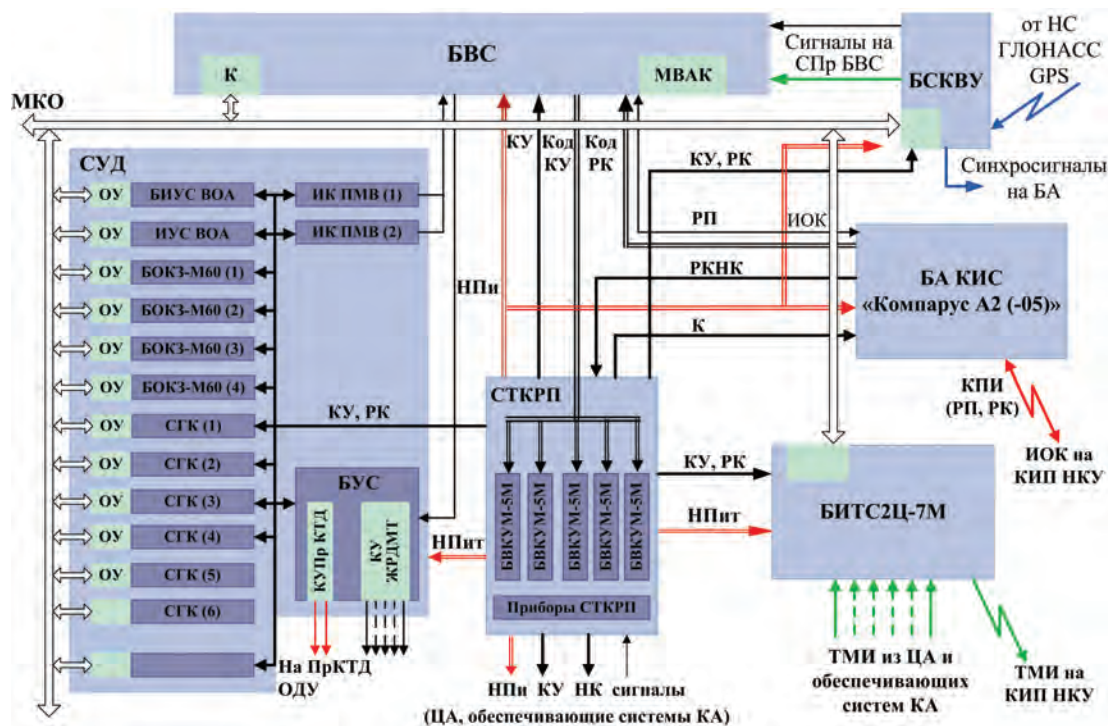 БВС
К
МВАК
МКО
Сигналы на
СПр БВС
БСКВУ
от НС
ГЛОНАСС
GPS
Синхросигналы
на БА
КУ
Код
КУ
Код
РК
КУ, РК
РП
ИОК
РКНК
НПи
К
БА КИС
«Компарус А2 (-05)»
КПИ
(РП, РК)
ИОК на
КИП НКУ
СУД
ОУ
БИУС ВОА
ИК ПМВ (1)
ОУ
ИУС ВОА
ИК ПМВ (2)
ОУ
БОКЗ-М60 (1)
ОУ
БОКЗ-М60 (2)
ОУ
БОКЗ-М60 (3)
ОУ
БОКЗ-М60 (4)
ОУ
СГК (1)
ОУ
СГК (2)
ОУ
СГК (3)
ОУ
СГК (4)
ОУ
СГК (5)
СГК (6)
КУ, РК
БУС
КУПр КТД
КУ
ЖРДМТ
НПит
На ПрКТД
ОДУ
СТКРП
БВКУМ-5М
БВКУМ-5М
БВКУМ-5М
БВКУМ-5М
БВКУМ-5М
Приборы СТКРП
КУ, РК
НПит
БИТС2Ц-7М
НПи
КУ
НК
сигналы
(ЦА, обеспечивающие системы КА)
ТМИ из ЦА и
обеспечивающих
систем КА
ТМИ на
КИП НКУ